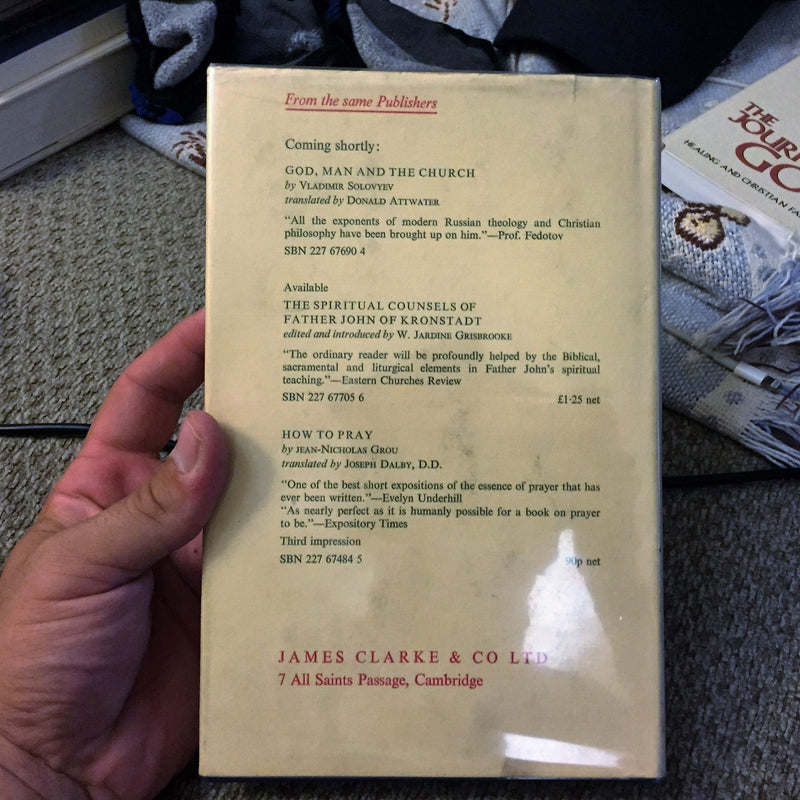 From the same Publishers
Coming shortly:
GOD, MAN AND THE CHURCH
by VLADIMIR SOLOVYEV
translated by DONALD ATTWATER
“All the exponents of modern Russian theology and Christian
philosophy have been brought up on him.”—Prof. Fedotov
SBN 227 67690 4
Available
THE SPIRITUAL COUNSELS OF
FATHER JOHN OF KRONSTADT
edited and introduced by W. JARDINE GRISBROOKE
“The ordinary reader will be profoundly helped by the Biblical,
sacramental and liturgical elements in Father John’s spiritual
teaching.”—Eastern Churches Review
SBN 227 67705 6 £1·25 net
HOW TO PRAY
by JEAN-NICHOLAS GROU
translated by JOSEPH DALBY, D.D.
“One of the best short expositions of the essence of prayer that has
ever been written.”—Evelyn Underhill
“As nearly perfect as it is humanly possible for a book on prayer
to be.”—Expository Times
Third impression
SBN 227 67484 5 90p net
JAMES CLARKE & CO LTD
7 All Saints Passage, Cambridge
THE
HEALING AND CHRISTIAN